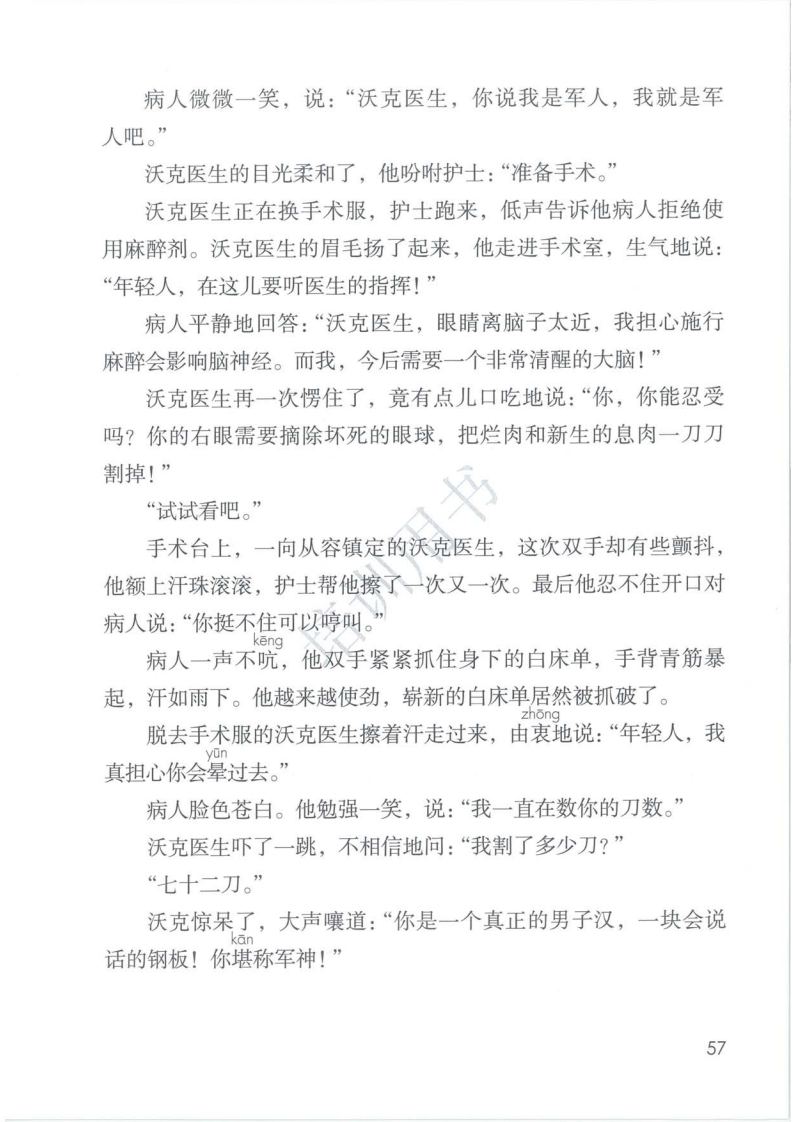 病人微微一笑，说：“沃克医生，你说我是军人，我就是军
人吧。”
沃克医生的目光柔和了，他吩咐护士：“准备手术。”
沃克医生正在换手术服，护士跑来，低声告诉他病人拒绝使
用麻醉剂。沃克医生的眉毛扬了起来，他走进手术室，生气地说：
“年轻人，在这儿要听医生的指挥！”
病人平静地回答：“沃克医生，眼睛离脑子太近，我担心施行
麻醉会影响脑神经。而我，今后需要一个非常清醒的大脑！”
沃克医生再一次愣住了，竟有点儿口吃地说：“你，你能忍受
吗？你的右眼需要摘除坏死的眼球，把烂肉和新生的息肉一刀刀
割掉！”
“试试看吧。”
手术台上，一向从容镇定的沃克医生，这次双手却有些颤抖，
他额上汗珠滚滚，护士帮他擦了一次又一次。最后他忍不住开口对
病人说：“你挺不住可以哼叫。”
kēng
病人一声不吭，他双手紧紧抓住身下的白床单，手背青筋暴
起，汗如雨下。他越来越使劲，崭新的白床单居然被抓破了。
zhōng
脱去手术服的沃克医生擦着汗走过来，由衷地说：“年轻人，我
yūn
真担心你会晕过去。”
病人脸色苍白。他勉强一笑，说：“我一直在数你的刀数。”
沃克医生吓了一跳，不相信地问：“我割了多少刀？”
“七十二刀。”
沃克惊呆了，大声嚷道：“你是一个真正的男子汉，一块会说
kān
话的钢板！你堪称军神！”
培训用书
57